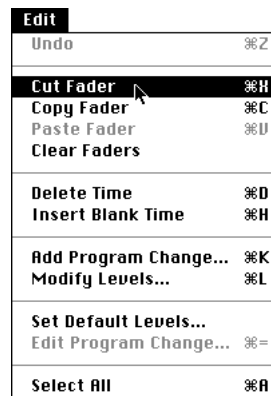 Edit
Undo ⌘Z
Cut Fader ⌘X
Copy Fader ⌘C
Paste Fader ⌘V
Clear Faders
Delete Time ⌘D
Insert Blank Time ⌘H
Add Program Change... ⌘K
Modify Levels... ⌘L
Set Default Levels...
Edit Program Change... ⌘=
Select All ⌘A